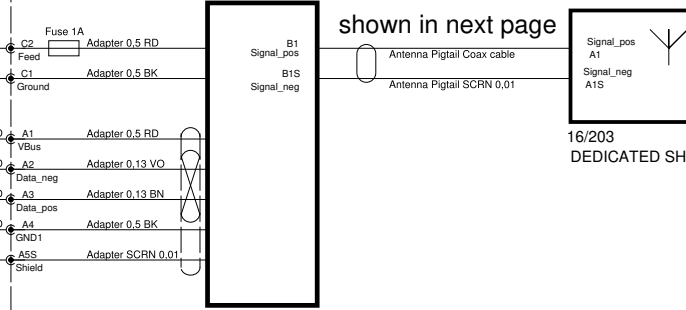 shown in next page
Fuse 1A
C2
Adapter 0,5 RD
Feed
C1
Adapter 0,5 BK
Ground
B1
Signal_pos
B1S
Signal_neg
Antenna Pigtail Coax cable
Antenna Pigtail SCRN 0,01
Signal_pos
A1
Signal_neg
A1S
16/203
DEDICATED SH
A1
Adapter 0,5 RD
VBus
A2
Adapter 0,13 VO
Data_neg
A3
Adapter 0,13 BN
Data_pos
A4
Adapter 0,5 BK
GND1
A5S
Adapter SCRN 0,01
Shield